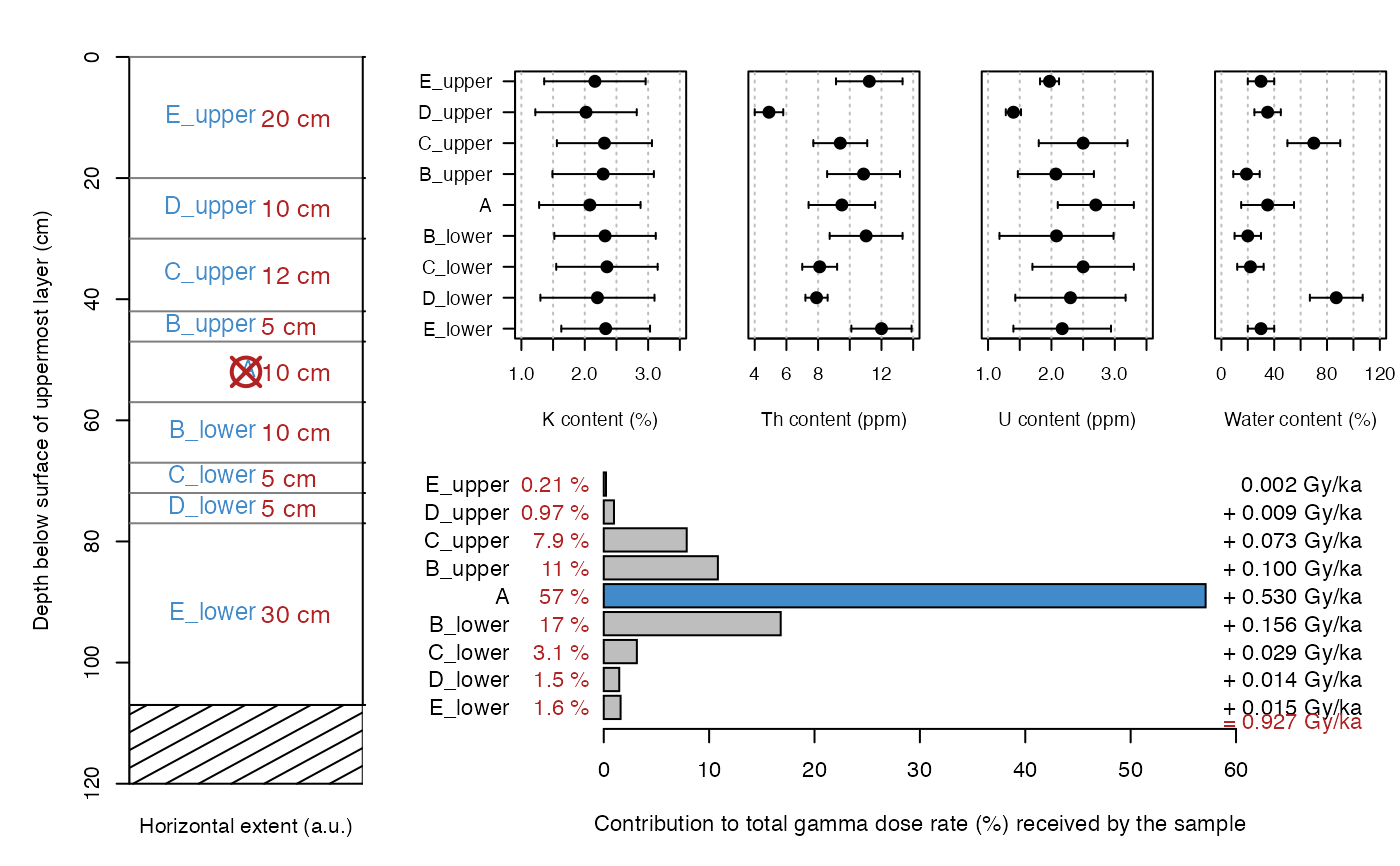 Depth below surface of uppermost layer (cm)
0
20
40
60
80
100
120
E_upper 20 cm
D_upper 10 cm
C_upper 12 cm
B_upper 5 cm
A 10 cm
B_lower 10 cm
C_lower 5 cm
D_lower 5 cm
E_lower 30 cm
Horizontal extent (a.u.)
E_upper
D_upper
C_upper
B_upper
A
B_lower
C_lower
D_lower
E_lower
1.0 2.0 3.0
K content (%)
4 6 8 12
Th content (ppm)
1.0 2.0 3.0
U content (ppm)
0 40 80 120
Water content (%)
E_upper 0.21 % 0.002 Gy/ka
D_upper 0.97 % + 0.009 Gy/ka
C_upper 7.9 % + 0.073 Gy/ka
B_upper 11 % + 0.100 Gy/ka
A 57 % + 0.530 Gy/ka
B_lower 17 % + 0.156 Gy/ka
C_lower 3.1 % + 0.029 Gy/ka
D_lower 1.5 % + 0.014 Gy/ka
E_lower 1.6 % + 0.015 Gy/ka
= 0.927 Gy/ka
0 10 20 30 40 50 60
Contribution to total gamma dose rate (%) received by the sample